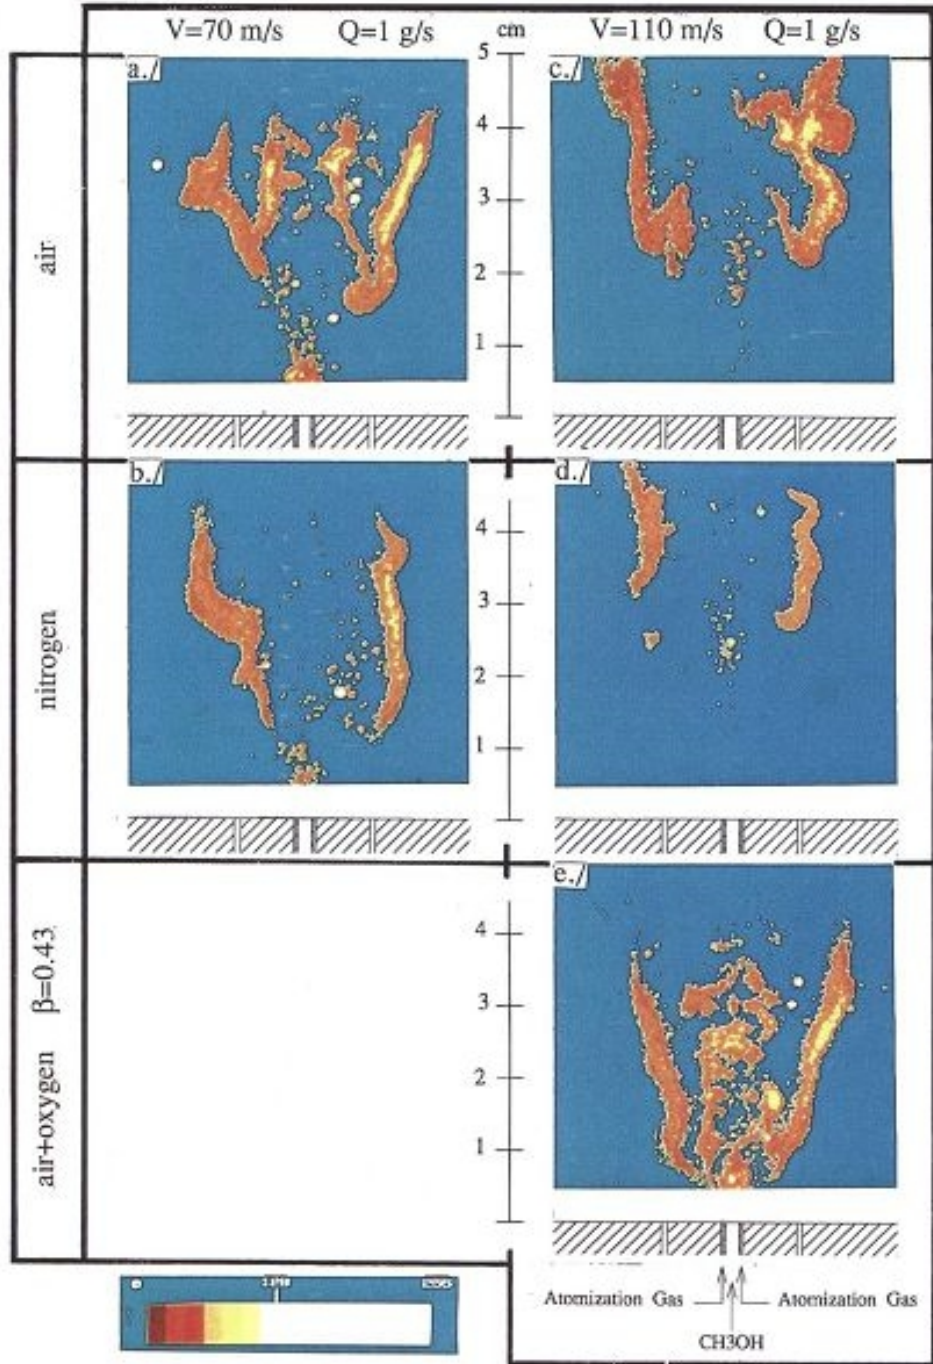 V=70 m/s Q=1 g/s cm V=110 m/s Q=1 g/s
5
a./ c./
4
3
air
2
1
b./ d./
4
3
nitrogen
2
1
e./
4
3
air+oxygen β=0.43
2
1
0
Atomization Gas Atomization Gas
CH3OH